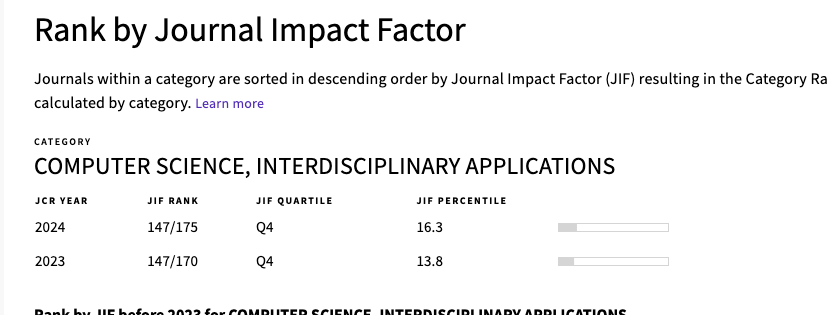 Rank by Journal Impact Factor
Journals within a category are sorted in descending order by Journal Impact Factor (JIF) resulting in the Category Ra
calculated by category. Learn more
CATEGORY
COMPUTER SCIENCE, INTERDISCIPLINARY APPLICATIONS
JCR YEAR JIF RANK JIF QUARTILE JIF PERCENTILE
2024 147/175 Q4 16.3
2023 147/170 Q4 13.8
Rank by JIF before 2023 for COMPUTER SCIENCE, INTERDISCIPLINARY APPLICATIONS